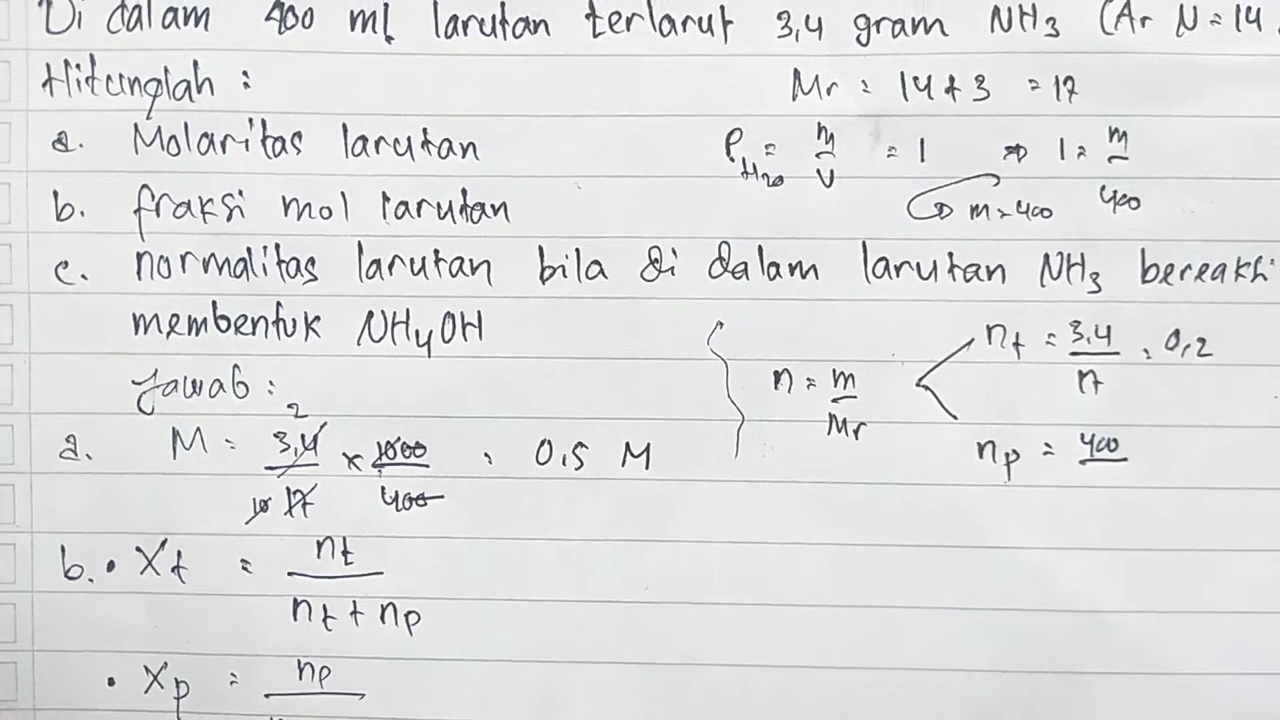 Di dalam 400 ml larutan terlarut 3,4 gram NH3 (Ar N = 14
Hitunglah :
Mr = 14 + 3 = 17
a. Molaritas larutan
ρH2O = m/V = 1 ⇒ 1 = m/400
m = 400
b. fraksi mol larutan
c. normalitas larutan bila di dalam larutan NH3 bereaksi
membentuk NH4OH
Jawab :
n = m/Mr
nt = 3,4/17 = 0,2
np = 400
a. M = 3,4/17 x 1000/400 = 0,5 M
2
10
b. • Xt = nt/nt + np
• Xp = np